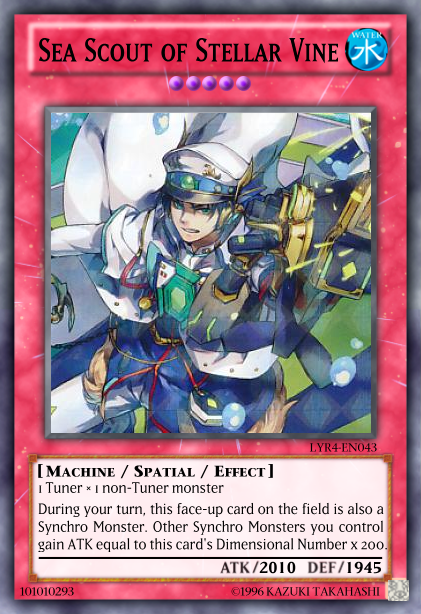 Sea Scout of Stellar Vine
WATER
水
LYR4-EN043
[Machine / Spatial / Effect]
1 Tuner × 1 non-Tuner monster
During your turn, this face-up card on the field is also a
Synchro Monster. Other Synchro Monsters you control
gain ATK equal to this card's Dimensional Number x 200.
ATK/2010 DEF/1945
101010293
©1996 KAZUKI TAKAHASHI